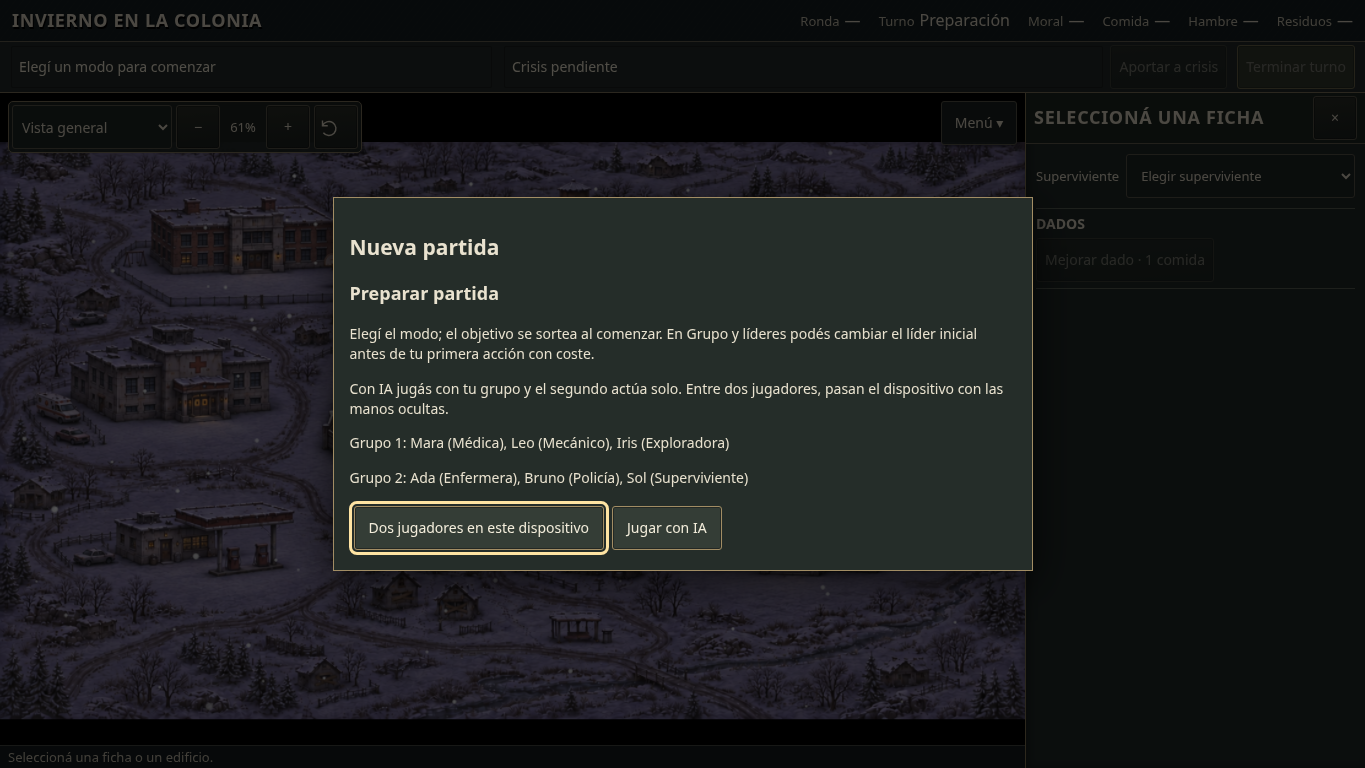 INVIERNO EN LA COLONIA
Ronda — Turno Preparación Moral — Comida — Hambre — Residuos —
Elegí un modo para comenzar
Crisis pendiente
Aportar a crisis
Terminar turno
Vista general
−
61%
+
Menú ▾
SELECCIONÁ UNA FICHA
×
Superviviente
Elegir superviviente
DADOS
Mejorar dado · 1 comida
Nueva partida
Preparar partida
Elegí el modo; el objetivo se sortea al comenzar. En Grupo y líderes podés cambiar el líder inicial
antes de tu primera acción con coste.
Con IA jugás con tu grupo y el segundo actúa solo. Entre dos jugadores, pasan el dispositivo con las
manos ocultas.
Grupo 1: Mara (Médica), Leo (Mecánico), Iris (Exploradora)
Grupo 2: Ada (Enfermera), Bruno (Policía), Sol (Superviviente)
Dos jugadores en este dispositivo
Jugar con IA
Seleccioná una ficha o un edificio.